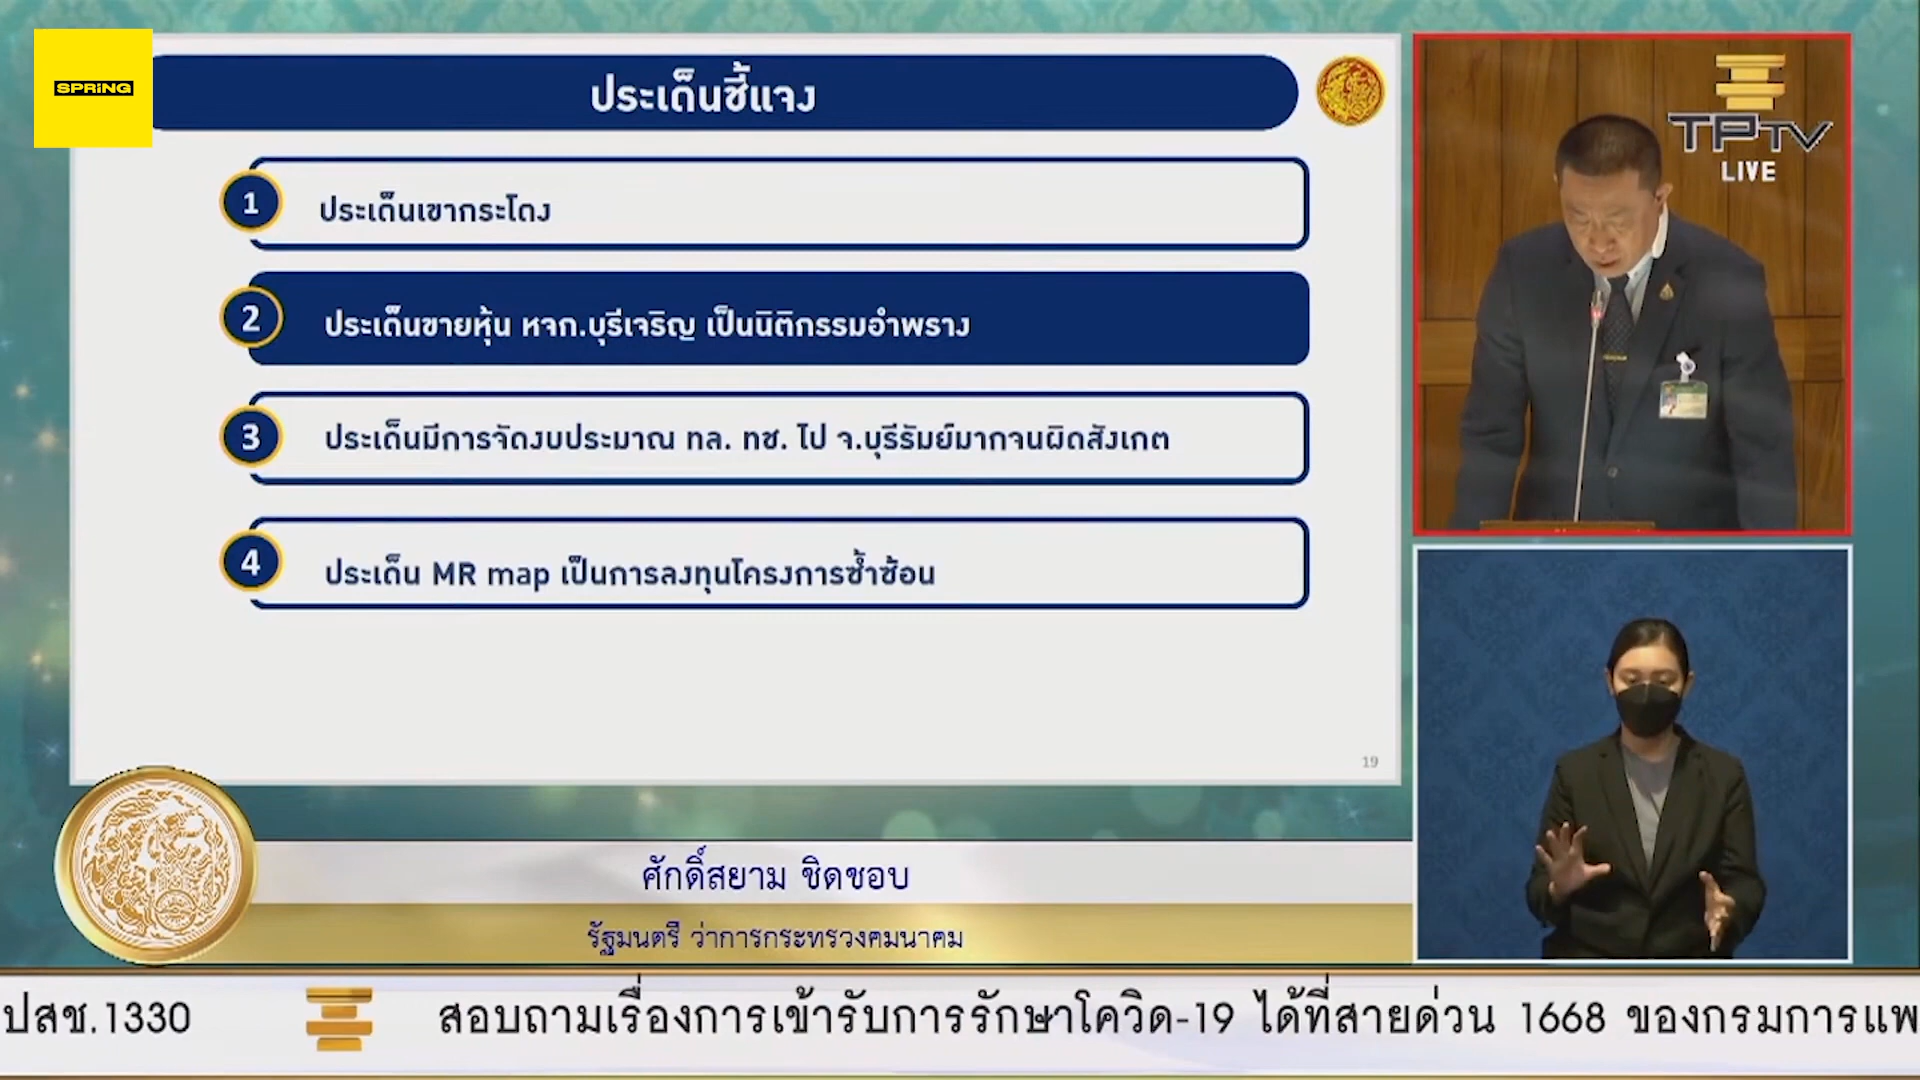 SPRiNG
ประเด็นชี้แจง
1 ประเด็นเขากระโดง
2 ประเด็นขายหุ้น หจก.บุรีเจริญ เป็นนิติกรรมอำพราง
3 ประเด็นมีการจัดงบประมาณ ทล. ทช. ไป จ.บุรีรัมย์มากจนผิดสังเกต
4 ประเด็น MR map เป็นการลงทุนโครงการซ้ำซ้อน
19
TPTV
LIVE
ศักดิ์สยาม ชิดชอบ
รัฐมนตรี ว่าการกระทรวงคมนาคม
ปสช.1330 สอบถามเรื่องการเข้ารับการรักษาโควิด-19 ได้ที่สายด่วน 1668 ของกรมการแพ